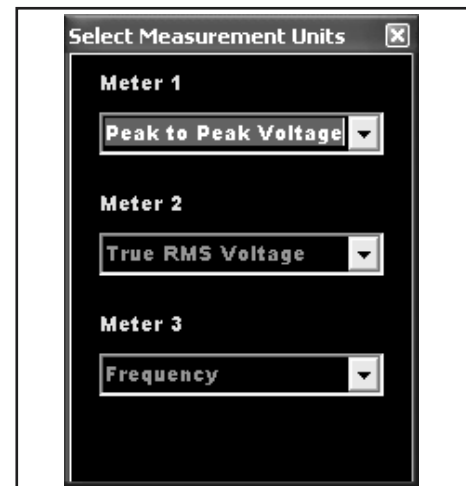 Select Measurement Units
Meter 1
Peak to Peak Voltage
Meter 2
True RMS Voltage
Meter 3
Frequency